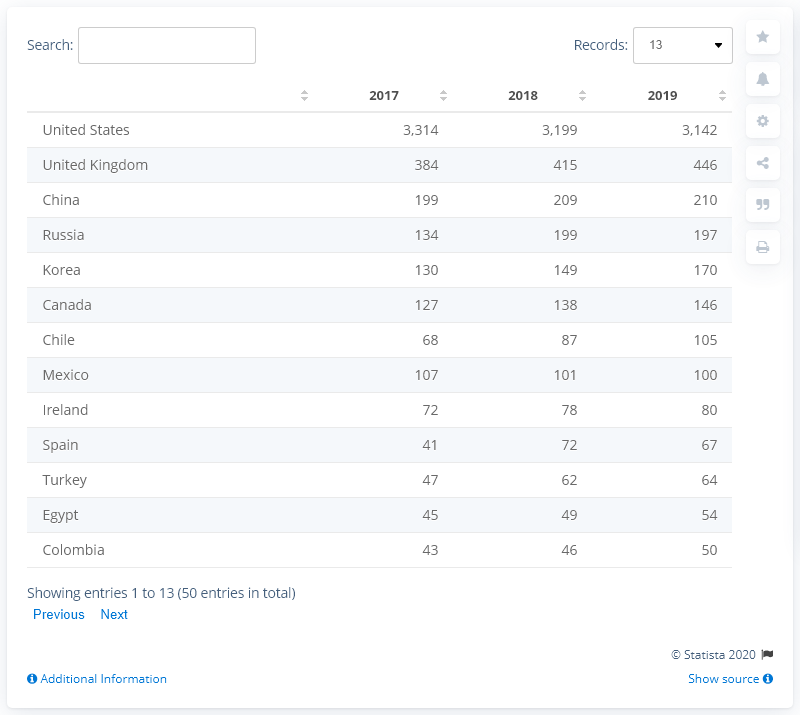 Search: Records: 13
2017 2018 2019
United States 3,314 3,199 3,142
United Kingdom 384 415 446
China 199 209 210
Russia 134 199 197
Korea 130 149 170
Canada 127 138 146
Chile 68 87 105
Mexico 107 101 100
Ireland 72 78 80
Spain 41 72 67
Turkey 47 62 64
Egypt 45 49 54
Colombia 43 46 50
Showing entries 1 to 13 (50 entries in total)
Previous Next
© Statista 2020
Additional Information Show source